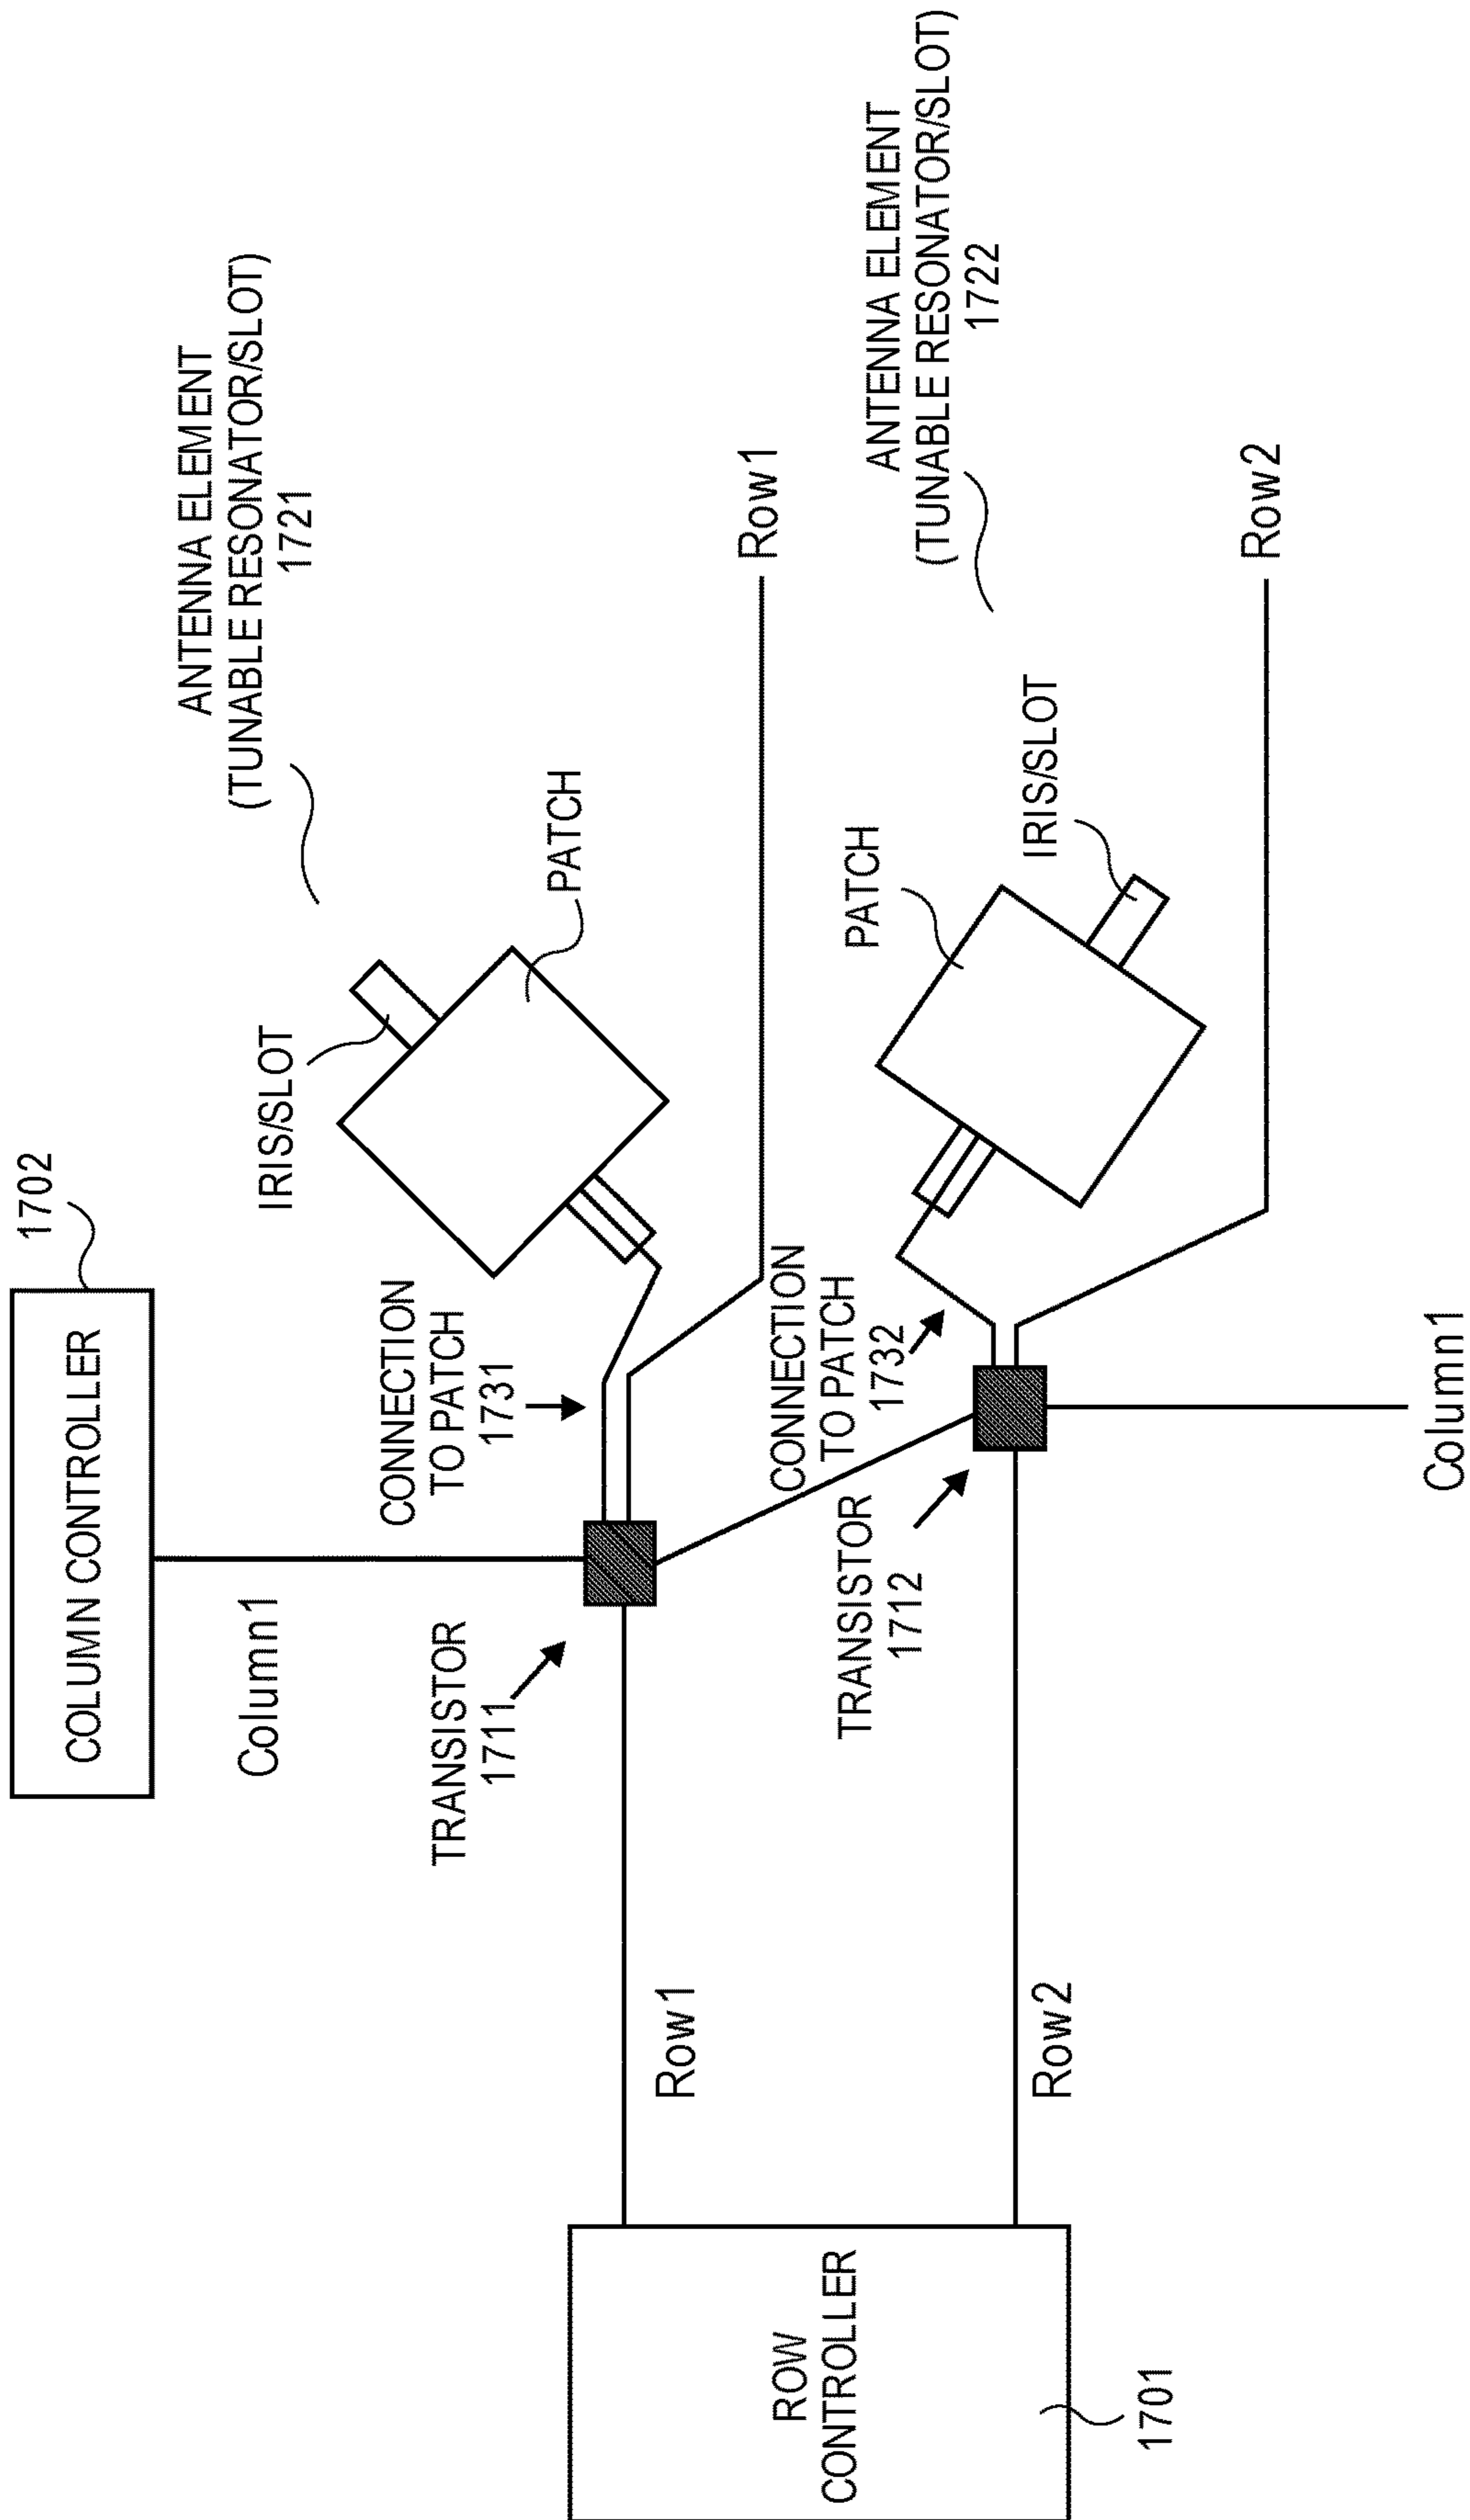 COLUMN CONTROLLER
1702
Column1
ANTENNA ELEMENT
(TUNABLE RESONATOR/SLOT)
1721
IRIS/SLOT
PATCH
CONNECTION
TO PATCH
1731
TRANSISTOR
1711
Row1
Row1
ANTENNA ELEMENT
(TUNABLE RESONATOR/SLOT)
1722
PATCH
IRIS/SLOT
CONNECTION
TO PATCH
1732
TRANSISTOR
1712
Row2
Row2
ROW
CONTROLLER
1701
Column1